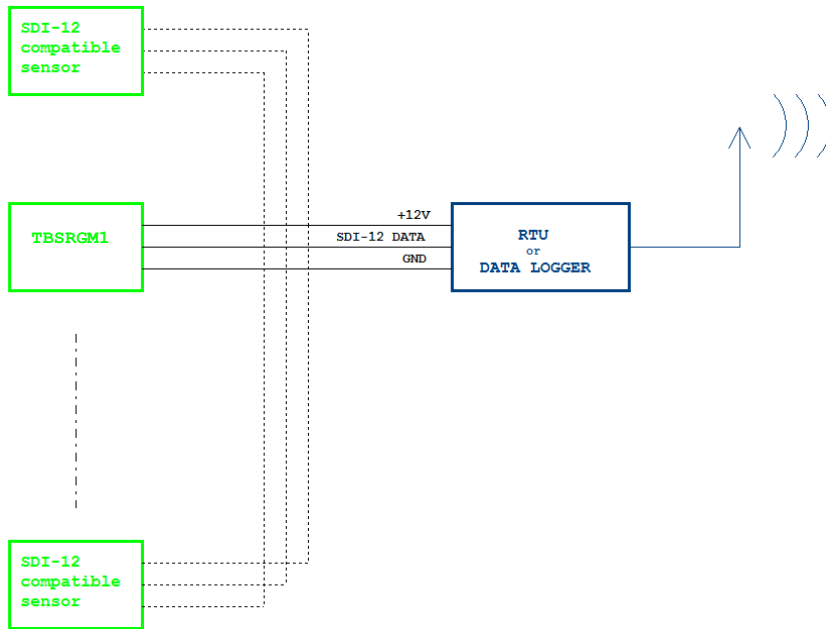 SDI-12
compatible
sensor
+12V
TBSRGM1
SDI-12 DATA
GND
RTU
or
DATA LOGGER
SDI-12
compatible
sensor